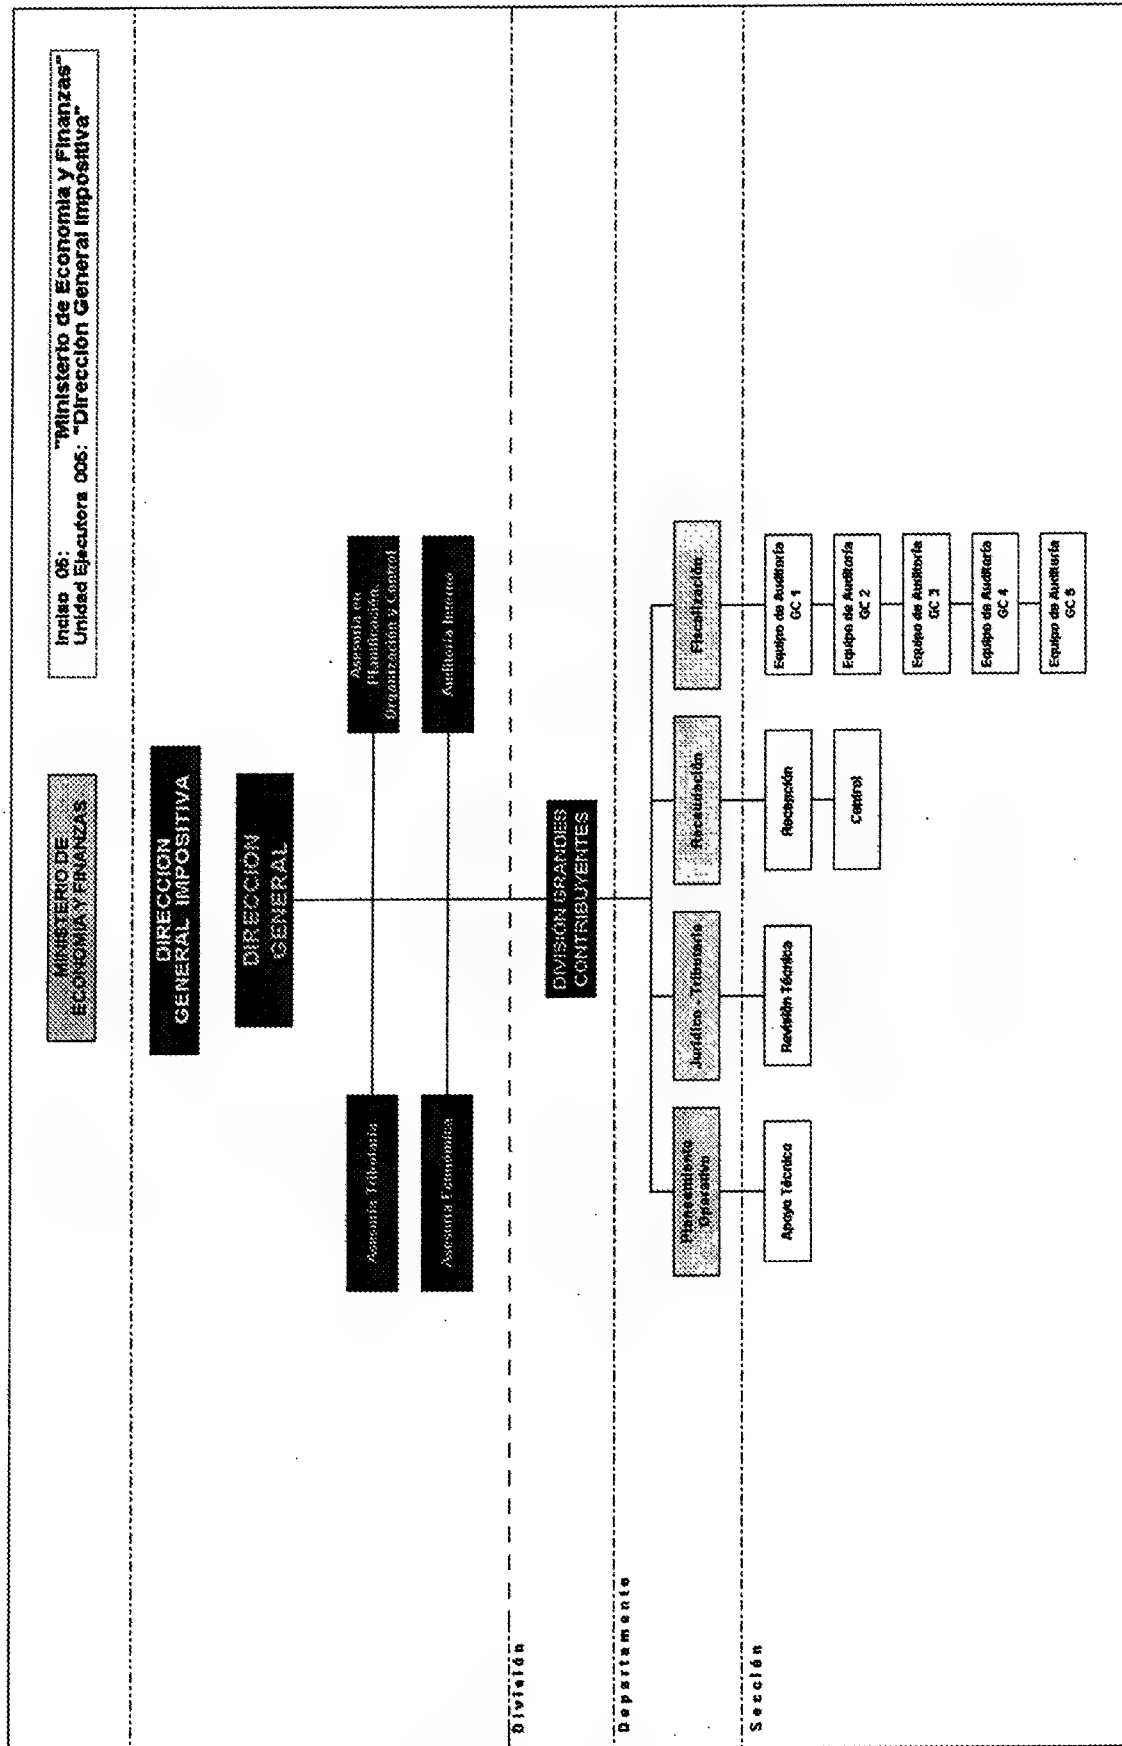 Inciso 05: "Ministerio de Economía y Finanzas"
Unidad Ejecutora 005: "Dirección General Impositiva"
MINISTERIO DE
ECONOMIA Y FINANZAS
DIRECCION
GENERAL IMPOSITIVA
DIRECCION
GENERAL
Asesoría Tributaria
Asesoría en
Planificación,
Organización y Control
Asesoría Económica
Auditoría Interna
División
DIVISION GRANDES
CONTRIBUYENTES
Departamento
Planeamiento
Operativo
Jurídico - Tributario
Recaudación
Fiscalización
Sección
Apoyo Técnico
Revisión Técnica
Recepción
Control
Equipo de Auditoría
GC 1
Equipo de Auditoría
GC 2
Equipo de Auditoría
GC 3
Equipo de Auditoría
GC 4
Equipo de Auditoría
GC 5